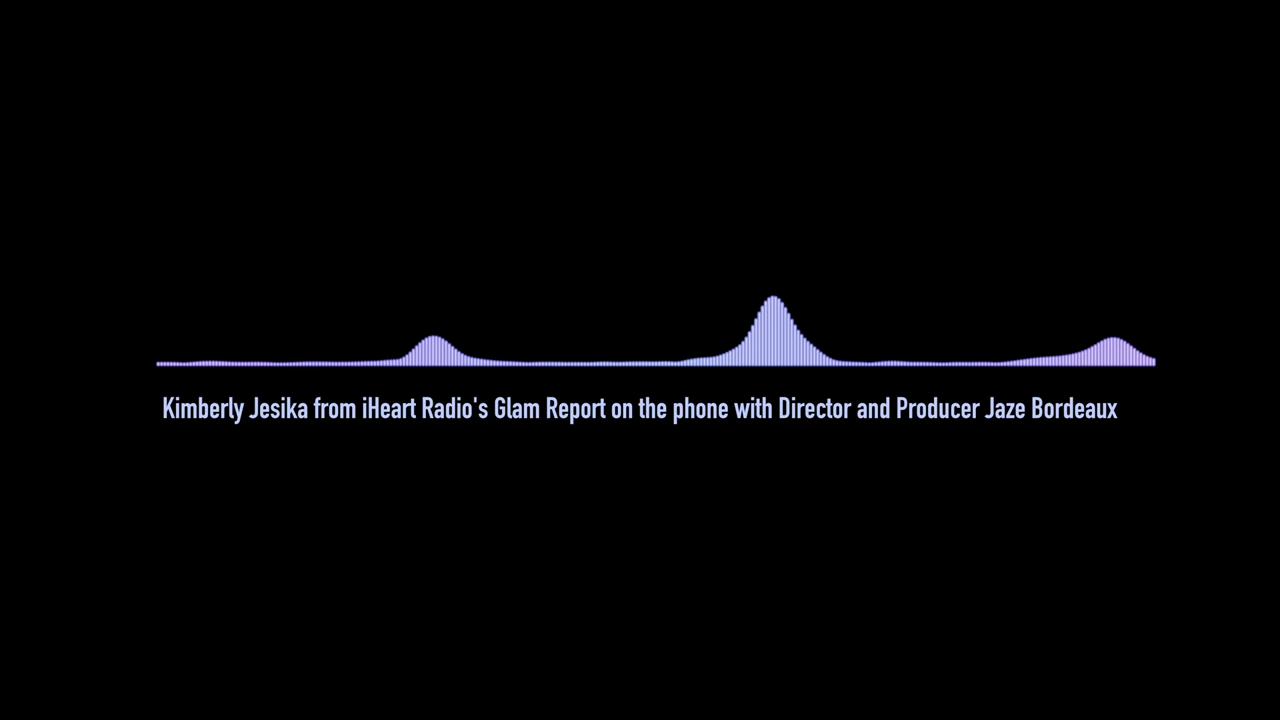 Kimberly Jesika from iHeart Radio's Glam Report on the phone with Director and Producer Jaze Bordeaux